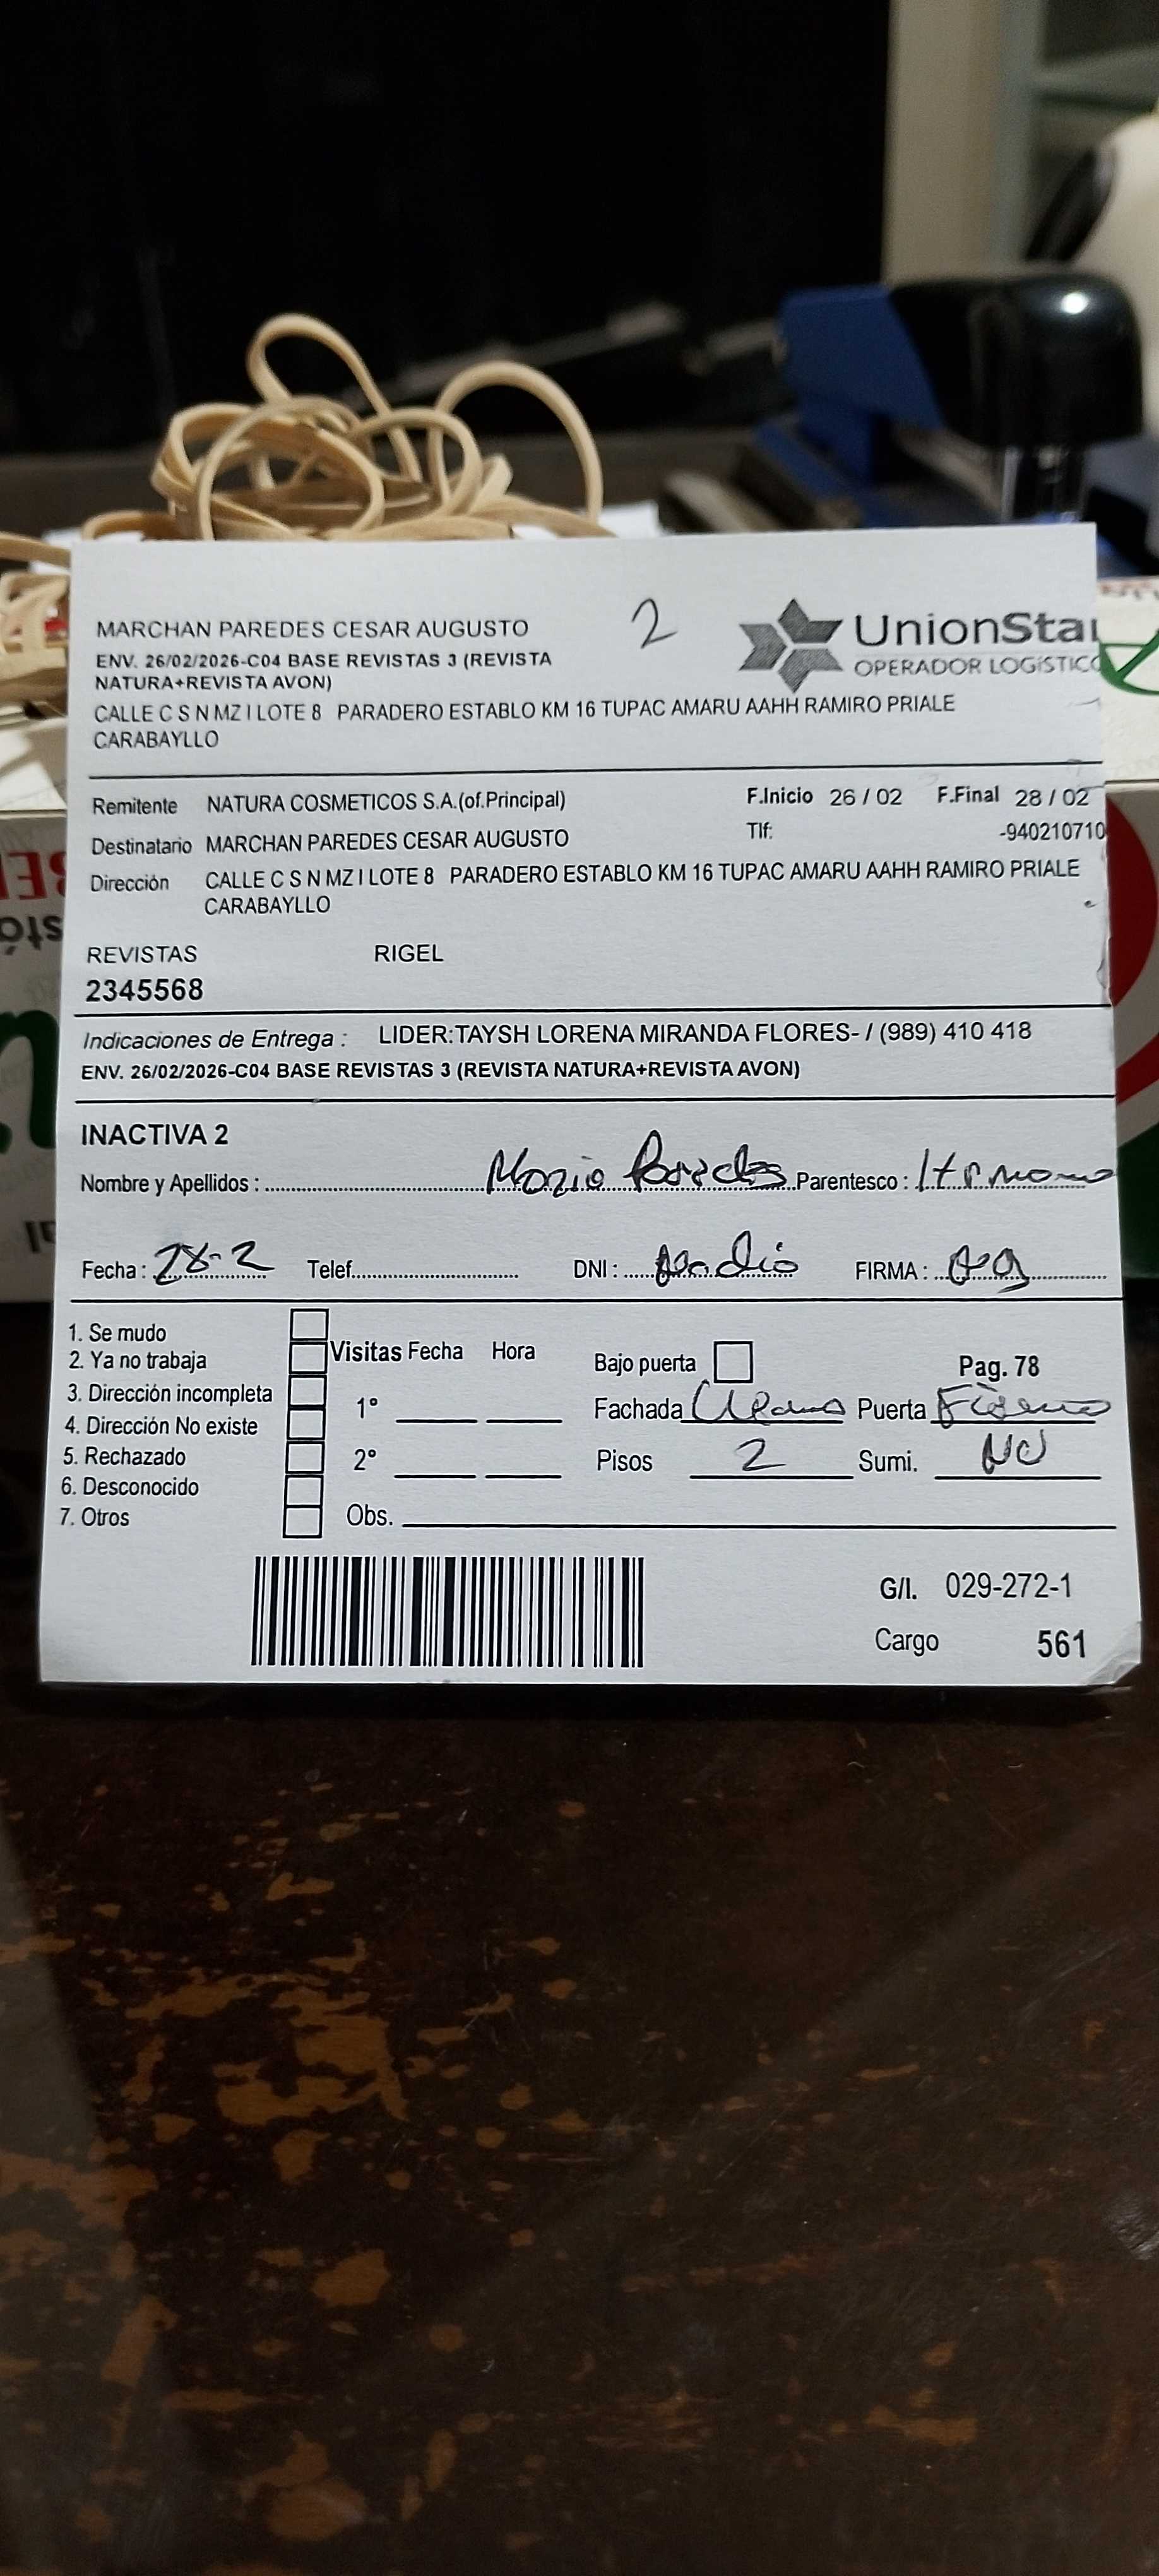 MARCHAN PAREDES CESAR AUGUSTO 2 UnionStar
ENV. 26/02/2026-C04 BASE REVISTAS 3 (REVISTA OPERADOR LOGÍSTICO
NATURA+REVISTA AVON)
CALLE C S N MZ I LOTE 8 PARADERO ESTABLO KM 16 TUPAC AMARU AAHH RAMIRO PRIALE
CARABAYLLO
Remitente NATURA COSMETICOS S.A.(of.Principal) F.Inicio 26 / 02 F.Final 28 / 02
Destinatario MARCHAN PAREDES CESAR AUGUSTO Tlf: -940210710
Dirección CALLE C S N MZ I LOTE 8 PARADERO ESTABLO KM 16 TUPAC AMARU AAHH RAMIRO PRIALE
CARABAYLLO
REVISTAS RIGEL
2345568
Indicaciones de Entrega : LIDER:TAYSH LORENA MIRANDA FLORES- / (989) 410 418
ENV. 26/02/2026-C04 BASE REVISTAS 3 (REVISTA NATURA+REVISTA AVON)
INACTIVA 2
Nombre y Apellidos : Mario Paredes Parentesco : Hermano
Fecha : 28-2 Telef. DNI : FIRMA :
1. Se mudo
2. Ya no trabaja Visitas Fecha Hora Bajo puerta Pag. 78
3. Dirección incompleta 1° Fachada Puerta
4. Dirección No existe
5. Rechazado 2° Pisos 2 Sumi. NO
6. Desconocido
7. Otros Obs.
G/I. 029-272-1
Cargo 561